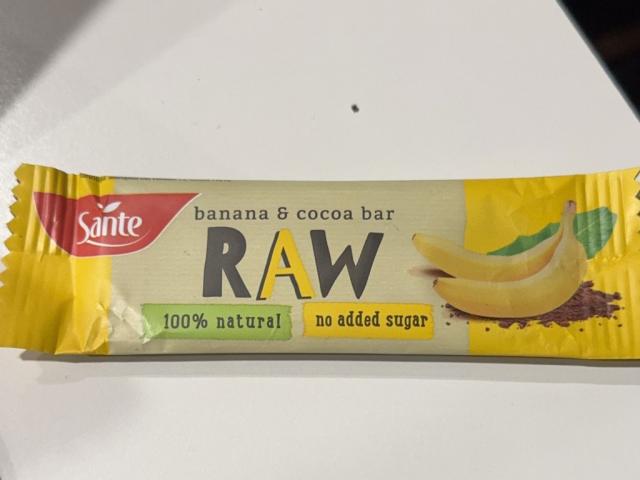 Sante
banana & cocoa bar
RAW
100% natural
no added sugar